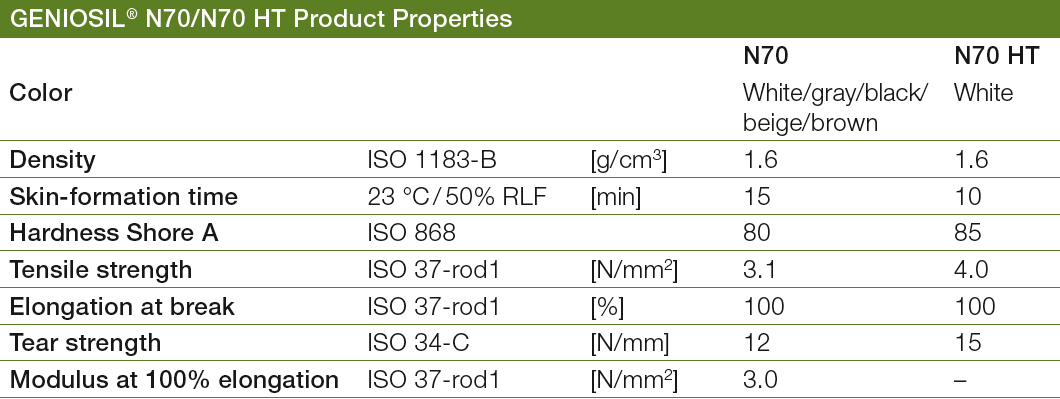 GENIOSIL® N70/N70 HT Product Properties
N70 N70 HT
Color White/gray/black/ White
beige/brown
Density ISO 1183-B [g/cm³] 1.6 1.6
Skin-formation time 23 °C/50% RLF [min] 15 10
Hardness Shore A ISO 868 80 85
Tensile strength ISO 37-rod1 [N/mm²] 3.1 4.0
Elongation at break ISO 37-rod1 [%] 100 100
Tear strength ISO 34-C [N/mm] 12 15
Modulus at 100% elongation ISO 37-rod1 [N/mm²] 3.0 –